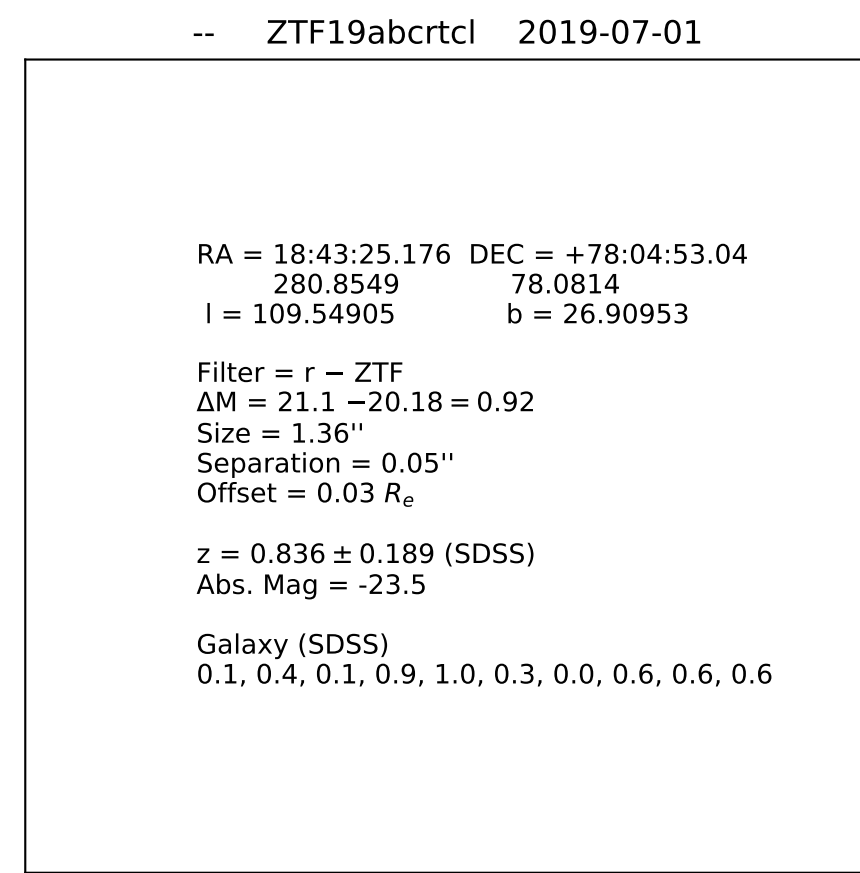 -- ZTF19abcrtcl 2019-07-01
RA = 18:43:25.176 DEC = +78:04:53.04
280.8549 78.0814
l = 109.54905 b = 26.90953
Filter = r − ZTF
ΔM = 21.1 −20.18 = 0.92
Size = 1.36''
Separation = 0.05''
Offset = 0.03 Rₑ
z = 0.836 ± 0.189 (SDSS)
Abs. Mag = -23.5
Galaxy (SDSS)
0.1, 0.4, 0.1, 0.9, 1.0, 0.3, 0.0, 0.6, 0.6, 0.6